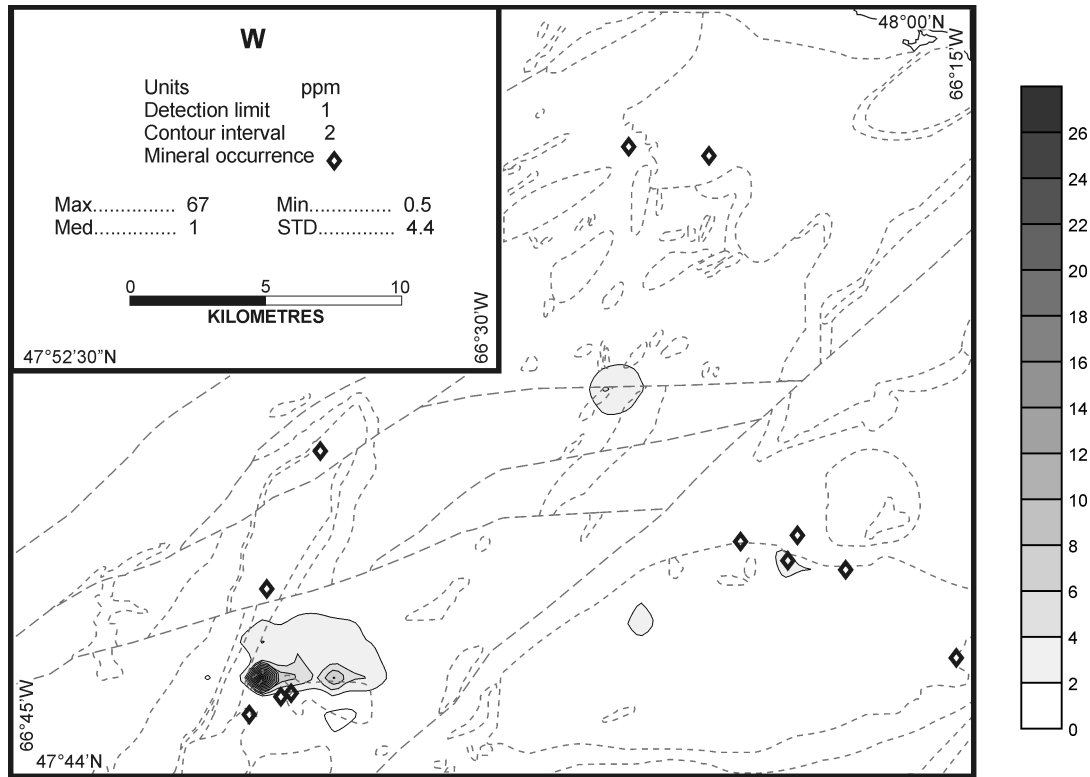 W
Units ppm
Detection limit 1
Contour interval 2
Mineral occurrence
Max............... 67 Min............... 0.5
Med............... 1 STD.............. 4.4
0 5 10
KILOMETRES
47°52'30"N
66°30'W
48°00'N
66°15'W
66°45'W
47°44'N
26
24
22
20
18
16
14
12
10
8
6
4
2
0